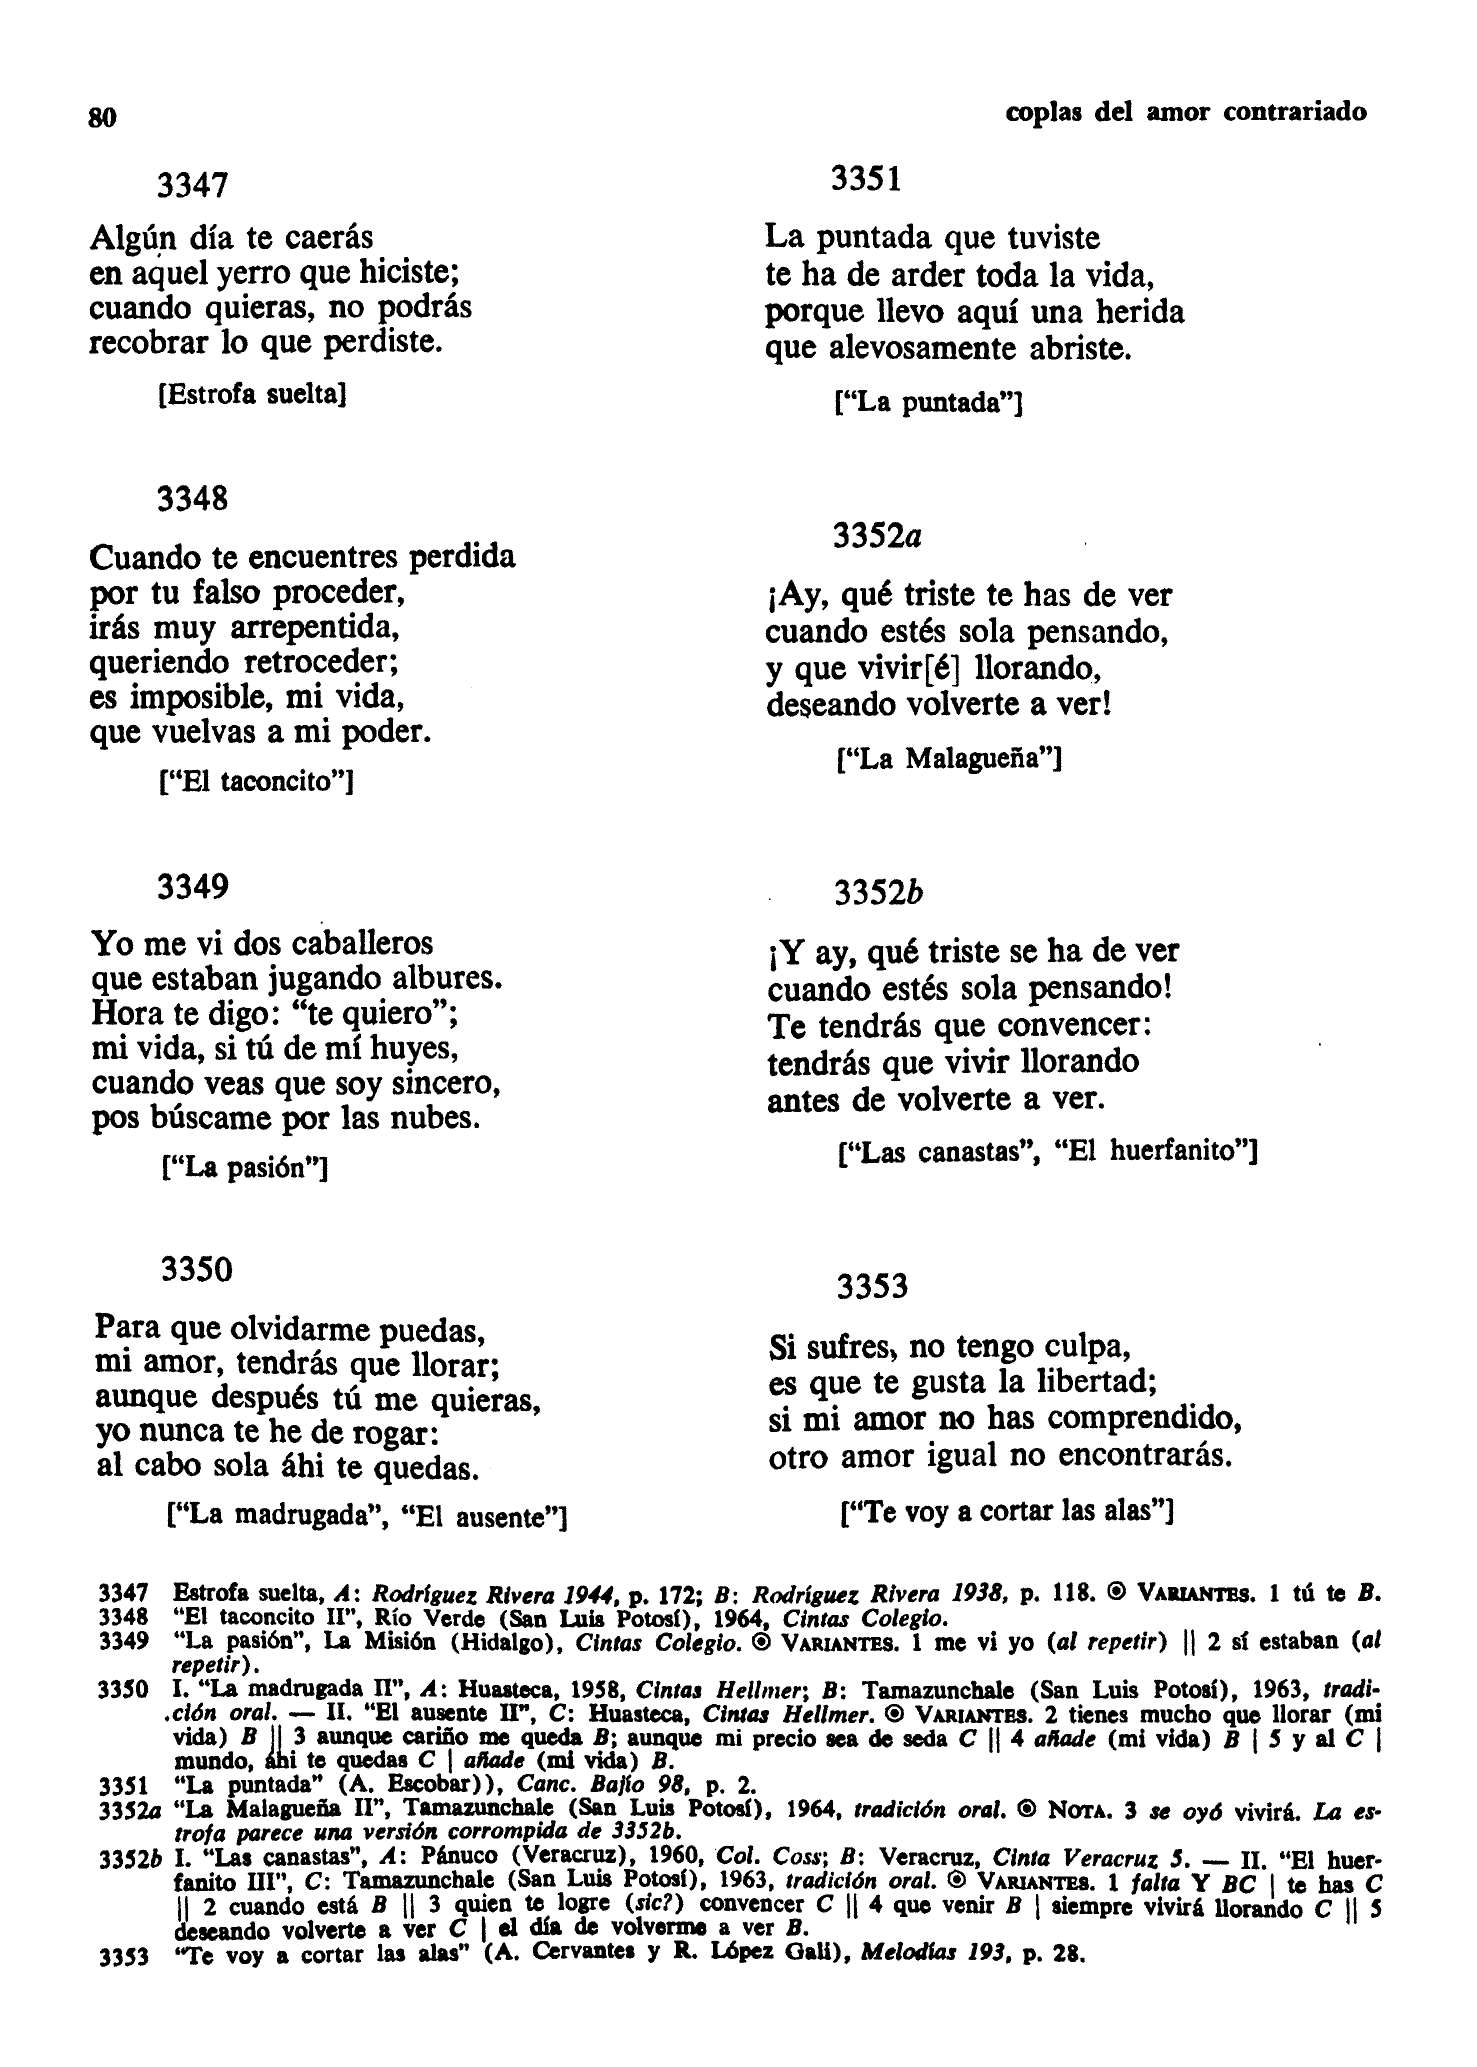 80
coplas del amor contrariado
3347
Algún día te caerás
en aquel yerro que hiciste;
cuando quieras, no podrás
recobrar lo que perdiste.
[Estrofa suelta]
3348
Cuando te encuentres perdida
por tu falso proceder,
irás muy arrepentida,
queriendo retroceder;
es imposible, mi vida,
que vuelvas a mi poder.
[“El taconcito”]
3349
Yo me vi dos caballeros
que estaban jugando albures.
Hora te digo: “te quiero”;
mi vida, si tú de mí huyes,
cuando veas que soy sincero,
pos búscame por las nubes.
[“La pasión”]
3350
Para que olvidarme puedas,
mi amor, tendrás que llorar;
aunque después tú me quieras,
yo nunca te he de rogar:
al cabo sola áhi te quedas.
[“La madrugada”, “El ausente”]
3351
La puntada que tuviste
te ha de arder toda la vida,
porque llevo aquí una herida
que alevosamente abriste.
[“La puntada”]
3352a
¡Ay, qué triste te has de ver
cuando estés sola pensando,
y que vivir[é] llorando,
deseando volverte a ver!
[“La Malagueña”]
3352b
¡Y ay, qué triste se ha de ver
cuando estés sola pensando!
Te tendrás que convencer:
tendrás que vivir llorando
antes de volverte a ver.
[“Las canastas”, “El huerfanito”]
3353
Si sufres, no tengo culpa,
es que te gusta la libertad;
si mi amor no has comprendido,
otro amor igual no encontrarás.
[“Te voy a cortar las alas”]
3347 Estrofa suelta, A: Rodríguez Rivera 1944, p. 172; B: Rodríguez Rivera 1938, p. 118. ⊙ VARIANTES. 1 tú te B.
3348 “El taconcito II”, Río Verde (San Luis Potosí), 1964, Cintas Colegio.
3349 “La pasión”, La Misión (Hidalgo), Cintas Colegio. ⊙ VARIANTES. 1 me vi yo (al repetir) || 2 sí estaban (al
repetir).
3350 I. “La madrugada II”, A: Huasteca, 1958, Cintas Hellmer; B: Tamazunchale (San Luis Potosí), 1963, tradi-
ción oral. — II. “El ausente II”, C: Huasteca, Cintas Hellmer. ⊙ VARIANTES. 2 tienes mucho que llorar (mi
vida) B || 3 aunque cariño me queda B; aunque mi precio sea de seda C || 4 añade (mi vida) B | 5 y al C |
mundo, áhi te quedas C | añade (mi vida) B.
3351 “La puntada” (A. Escobar)), Canc. Bajío 98, p. 2.
3352a “La Malagueña II”, Tamazunchale (San Luis Potosí), 1964, tradición oral. ⊙ NOTA. 3 se oyó vivirá. La es-
trofa parece una versión corrompida de 3352b.
3352b I. “Las canastas”, A: Pánuco (Veracruz), 1960, Col. Coss; B: Veracruz, Cinta Veracruz 5. — II. “El huer-
fanito III”, C: Tamazunchale (San Luis Potosí), 1963, tradición oral. ⊙ VARIANTES. 1 falta Y BC | te has C
|| 2 cuando está B || 3 quien te logre (sic?) convencer C || 4 que venir B | siempre vivirá llorando C || 5
deseando volverte a ver C | el día de volverme a ver B.
3353 “Te voy a cortar las alas” (A. Cervantes y R. López Gali), Melodías 193, p. 28.